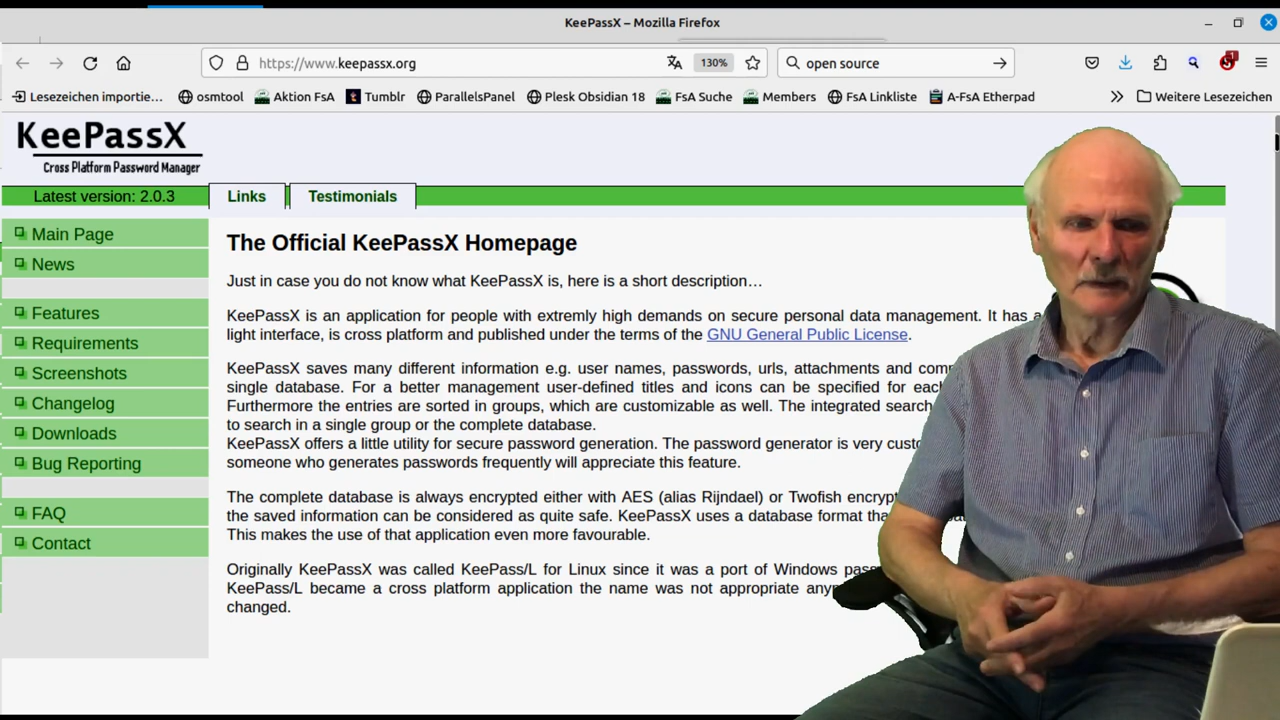 KeePassX – Mozilla Firefox
https://www.keepassx.org
130%
open source
1
Lesezeichen importie…
osmtool
Aktion FsA
Tumblr
ParallelsPanel
Plesk Obsidian 18
FsA Suche
Members
FsA Linkliste
A-FsA Etherpad
Weitere Lesezeichen
KeePassX
Cross Platform Password Manager
Latest version: 2.0.3
Links
Testimonials
Main Page
News
Features
Requirements
Screenshots
Changelog
Downloads
Bug Reporting
FAQ
Contact
The Official KeePassX Homepage
Just in case you do not know what KeePassX is, here is a short description…
KeePassX is an application for people with extremly high demands on secure personal data management. It has a
light interface, is cross platform and published under the terms of the GNU General Public License.
KeePassX saves many different information e.g. user names, passwords, urls, attachments and
single database. For a better management user-defined titles and icons can be specified for each
Furthermore the entries are sorted in groups, which are customizable as well. The integrated search
to search in a single group or the complete database.
KeePassX offers a little utility for secure password generation. The password generator is very
someone who generates passwords frequently will appreciate this feature.
The complete database is always encrypted either with AES (alias Rijndael) or Twofish
the saved information can be considered as quite safe. KeePassX uses a database format
This makes the use of that application even more favourable.
Originally KeePassX was called KeePass/L for Linux since it was a port of Windows
KeePass/L became a cross platform application the name was not appropriate
changed.